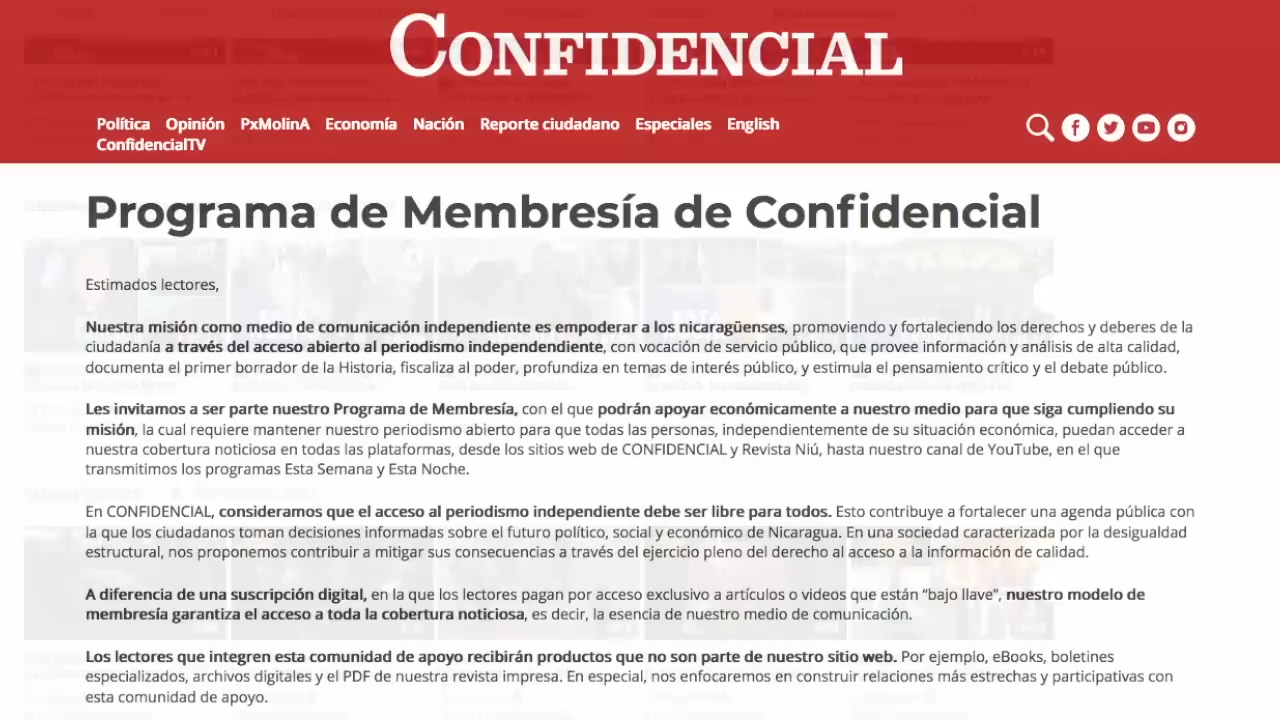 CONFIDENCIAL
Política Opinión PxMolinA Economía Nación Reporte ciudadano Especiales English
ConfidencialTV
Programa de Membresía de Confidencial
Estimados lectores,
Nuestra misión como medio de comunicación independiente es empoderar a los nicaragüenses, promoviendo y fortaleciendo los derechos y deberes de la
ciudadanía a través del acceso abierto al periodismo independendiente, con vocación de servicio público, que provee información y análisis de alta calidad,
documenta el primer borrador de la Historia, fiscaliza al poder, profundiza en temas de interés público, y estimula el pensamiento crítico y el debate público.
Les invitamos a ser parte nuestro Programa de Membresía, con el que podrán apoyar económicamente a nuestro medio para que siga cumpliendo su
misión, la cual requiere mantener nuestro periodismo abierto para que todas las personas, independientemente de su situación económica, puedan acceder a
nuestra cobertura noticiosa en todas las plataformas, desde los sitios web de CONFIDENCIAL y Revista Niú, hasta nuestro canal de YouTube, en el que
transmitimos los programas Esta Semana y Esta Noche.
En CONFIDENCIAL, consideramos que el acceso al periodismo independiente debe ser libre para todos. Esto contribuye a fortalecer una agenda pública con
la que los ciudadanos toman decisiones informadas sobre el futuro político, social y económico de Nicaragua. En una sociedad caracterizada por la desigualdad
estructural, nos proponemos contribuir a mitigar sus consecuencias a través del ejercicio pleno del derecho al acceso a la información de calidad.
A diferencia de una suscripción digital, en la que los lectores pagan por acceso exclusivo a artículos o videos que están “bajo llave”, nuestro modelo de
membresía garantiza el acceso a toda la cobertura noticiosa, es decir, la esencia de nuestro medio de comunicación.
Los lectores que integren esta comunidad de apoyo recibirán productos que no son parte de nuestro sitio web. Por ejemplo, eBooks, boletines
especializados, archivos digitales y el PDF de nuestra revista impresa. En especial, nos enfocaremos en construir relaciones más estrechas y participativas con
esta comunidad de apoyo.